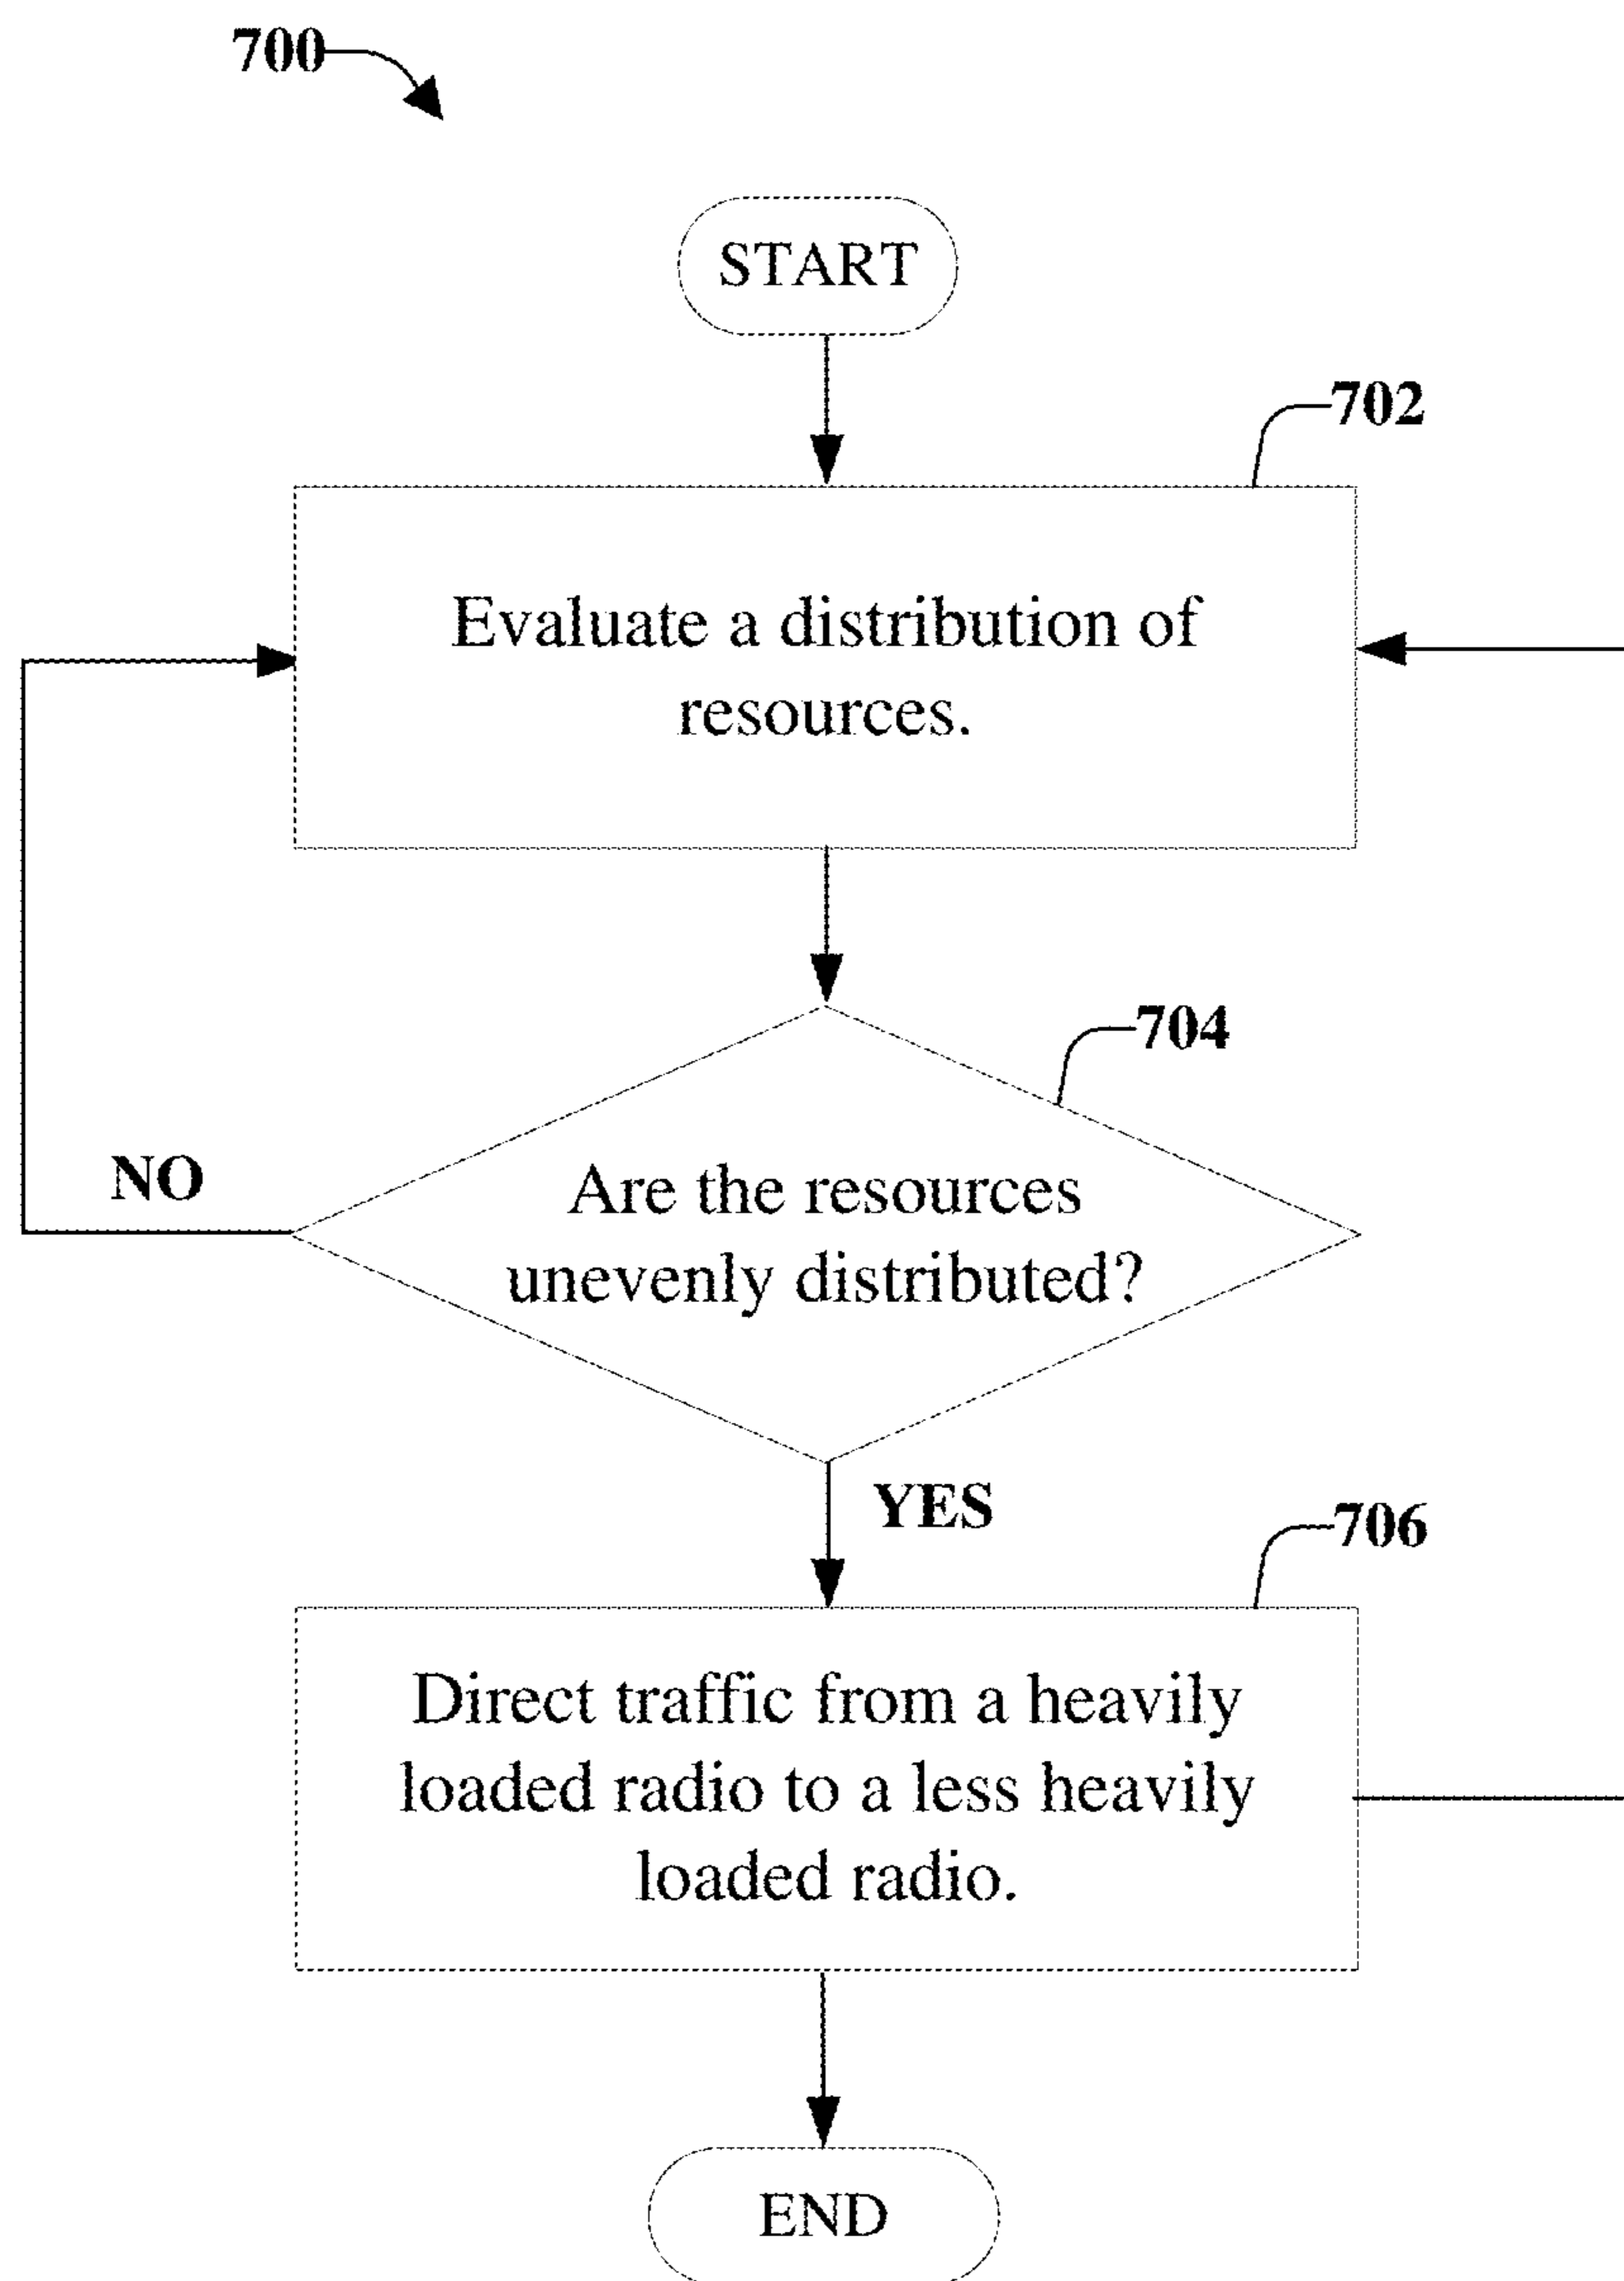 700
START
702
Evaluate a distribution of
resources.
704
Are the resources
unevenly distributed?
NO
YES
706
Direct traffic from a heavily
loaded radio to a less heavily
loaded radio.
END